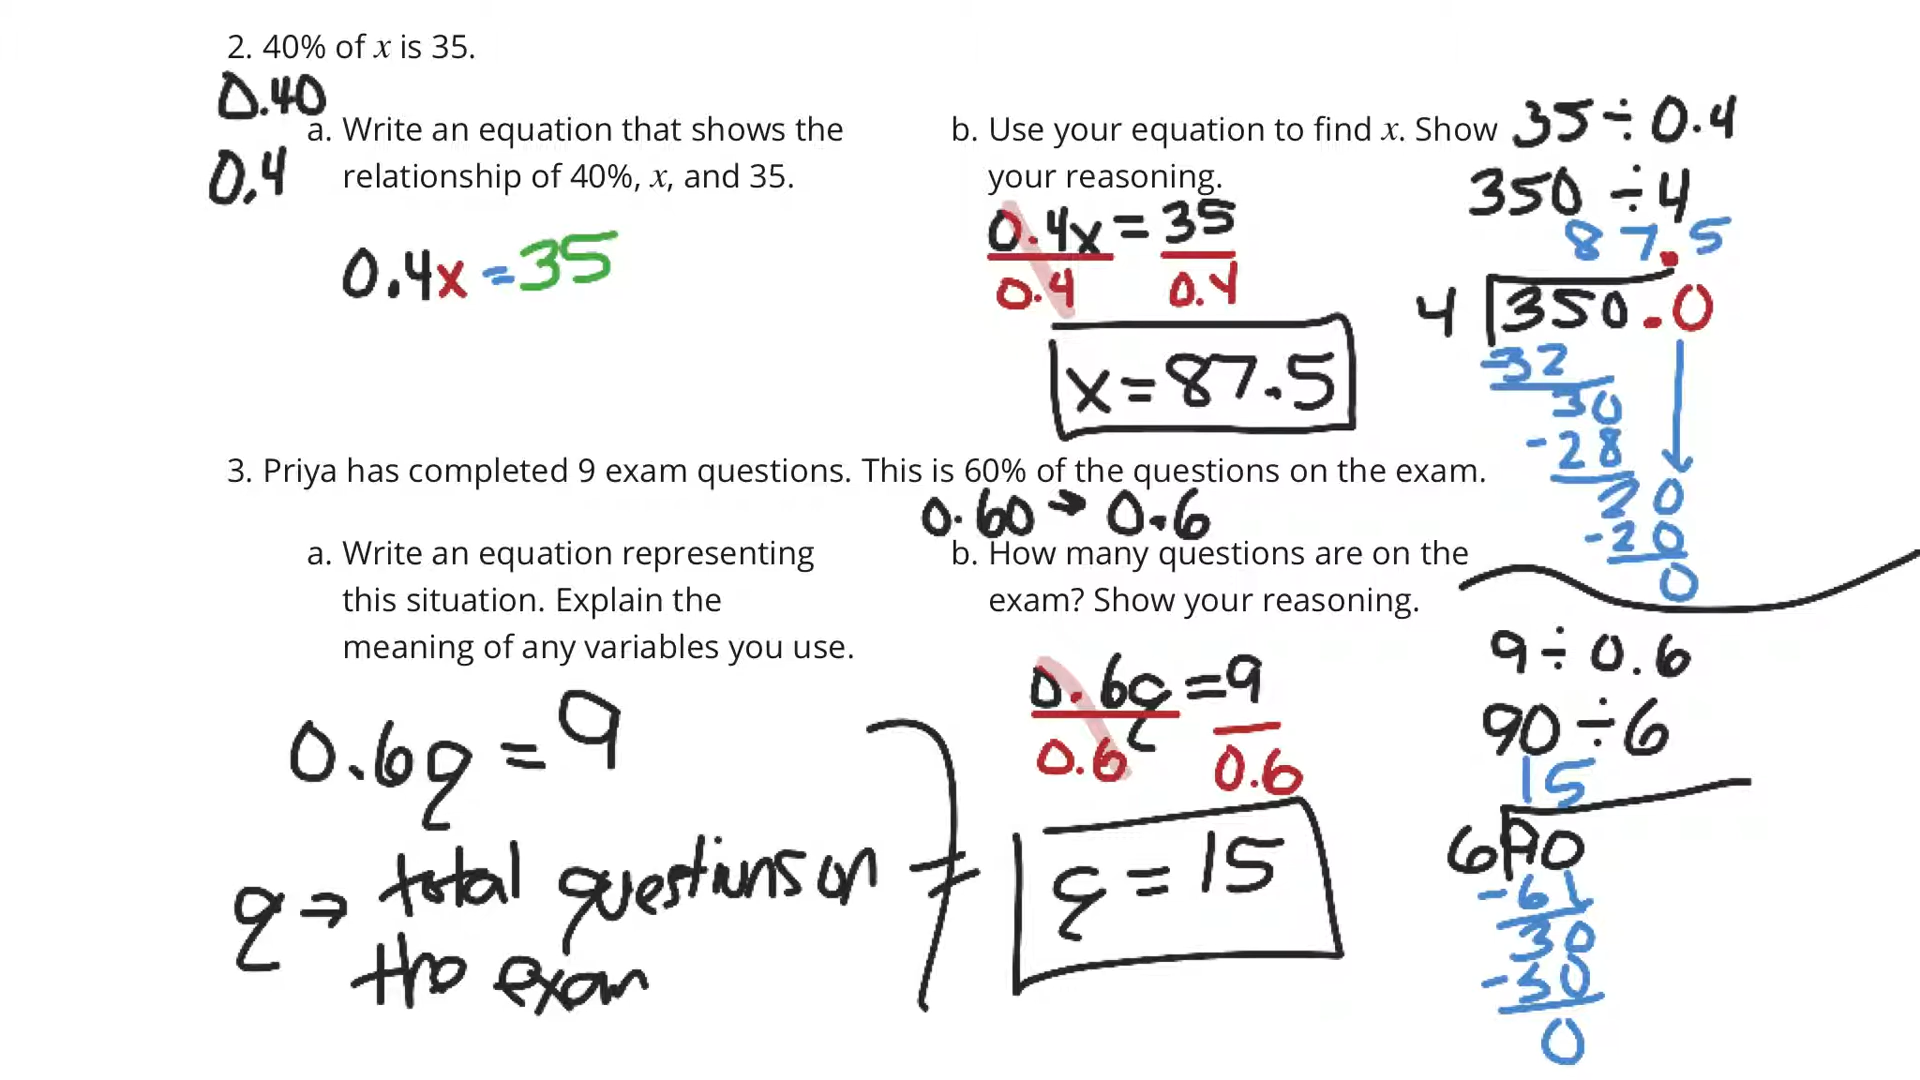 2. 40% of x is 35.
0.40
a. Write an equation that shows the
relationship of 40%, x, and 35.
0.4
0.4x = 35
b. Use your equation to find x. Show
your reasoning.
0.4x = 35
0.4 0.4
x = 87.5
35 ÷ 0.4
350 ÷ 4
87.5
4 350.0
-32
30
-28
20
-20
0
3. Priya has completed 9 exam questions. This is 60% of the questions on the exam.
0.60 → 0.6
a. Write an equation representing
this situation. Explain the
meaning of any variables you use.
0.6q = 9
q → total questions on
the exam
b. How many questions are on the
exam? Show your reasoning.
0.6q = 9
0.6 0.6
q = 15
9 ÷ 0.6
90 ÷ 6
15
6 90
-6
30
-30
0